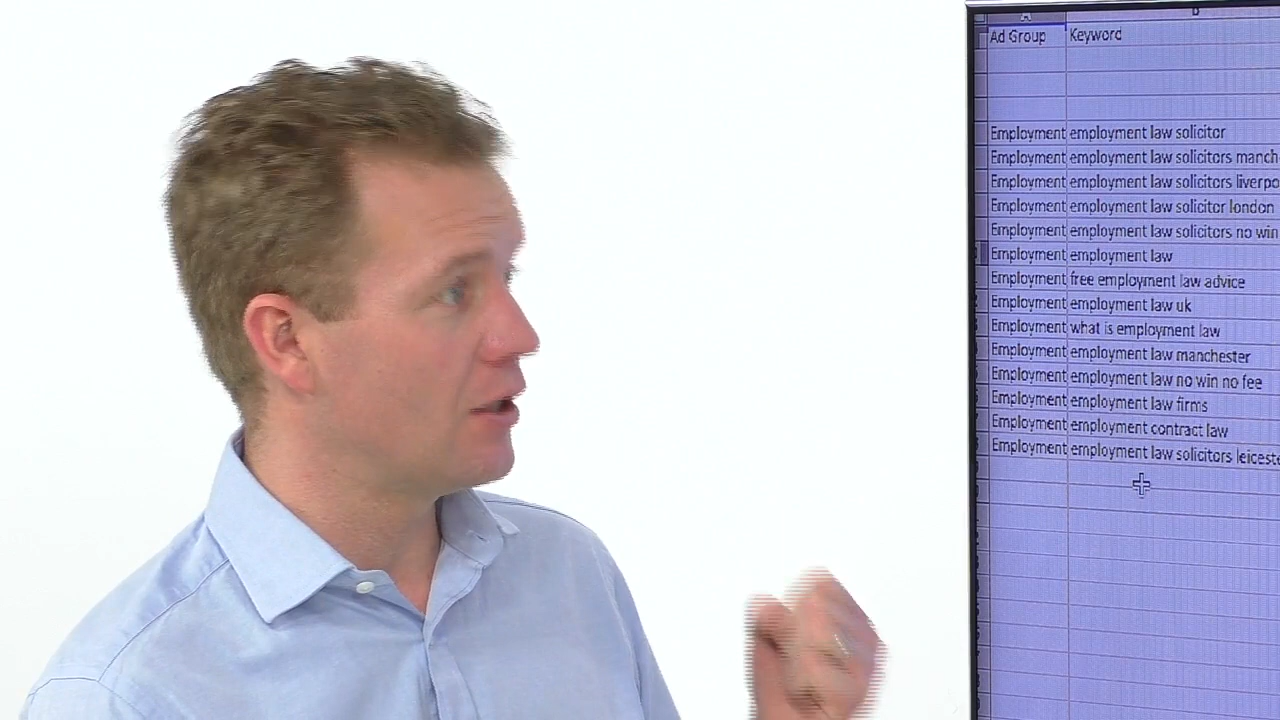 A B
Ad Group Keyword
Employment employment law solicitor
Employment employment law solicitors manch
Employment employment law solicitors liverpo
Employment employment law solicitor london
Employment employment law solicitors no win
Employment employment law
Employment free employment law advice
Employment employment law uk
Employment what is employment law
Employment employment law manchester
Employment employment law no win no fee
Employment employment law firms
Employment employment contract law
Employment employment law solicitors leiceste